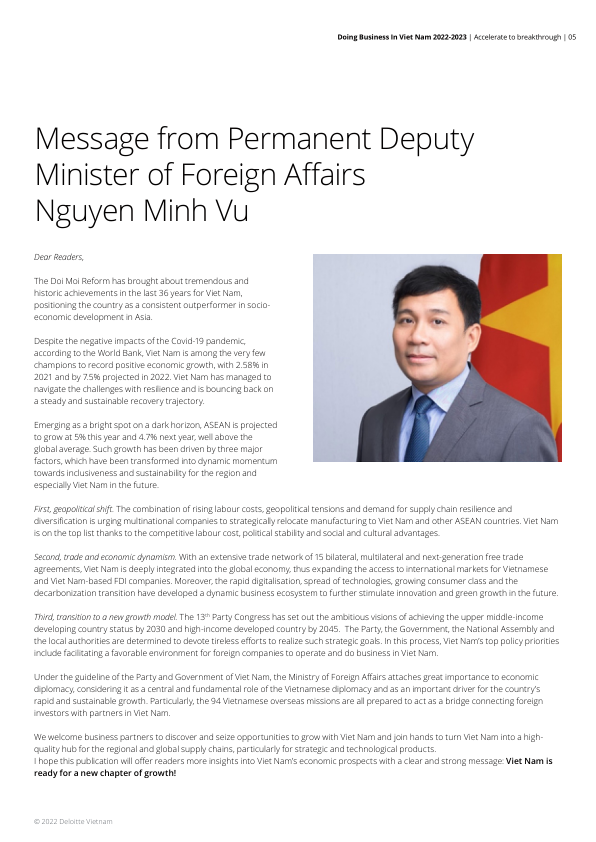 Doing Business In Viet Nam 2022-2023 | Accelerate to breakthrough | 05
Message from Permanent Deputy
Minister of Foreign Affairs
Nguyen Minh Vu
Dear Readers,
The Doi Moi Reform has brought about tremendous and
historic achievements in the last 36 years for Viet Nam,
positioning the country as a consistent outperformer in socio-
economic development in Asia.
Despite the negative impacts of the Covid-19 pandemic,
according to the World Bank, Viet Nam is among the very few
champions to record positive economic growth, with 2.58% in
2021 and by 7.5% projected in 2022. Viet Nam has managed to
navigate the challenges with resilience and is bouncing back on
a steady and sustainable recovery trajectory.
Emerging as a bright spot on a dark horizon, ASEAN is projected
to grow at 5% this year and 4.7% next year, well above the
global average. Such growth has been driven by three major
factors, which have been transformed into dynamic momentum
towards inclusiveness and sustainability for the region and
especially Viet Nam in the future.
First, geopolitical shift. The combination of rising labour costs, geopolitical tensions and demand for supply chain resilience and
diversification is urging multinational companies to strategically relocate manufacturing to Viet Nam and other ASEAN countries. Viet Nam
is on the top list thanks to the competitive labour cost, political stability and social and cultural advantages.
Second, trade and economic dynamism. With an extensive trade network of 15 bilateral, multilateral and next-generation free trade
agreements, Viet Nam is deeply integrated into the global economy, thus expanding the access to international markets for Vietnamese
and Viet Nam-based FDI companies. Moreover, the rapid digitalisation, spread of technologies, growing consumer class and the
decarbonization transition have developed a dynamic business ecosystem to further stimulate innovation and green growth in the future.
Third, transition to a new growth model. The 13th Party Congress has set out the ambitious visions of achieving the upper middle-income
developing country status by 2030 and high-income developed country by 2045. The Party, the Government, the National Assembly and
the local authorities are determined to devote tireless efforts to realize such strategic goals. In this process, Viet Nam's top policy priorities
include facilitating a favorable environment for foreign companies to operate and do business in Viet Nam.
Under the guideline of the Party and Government of Viet Nam, the Ministry of Foreign Affairs attaches great importance to economic
diplomacy, considering it as a central and fundamental role of the Vietnamese diplomacy and as an important driver for the country's
rapid and sustainable growth. Particularly, the 94 Vietnamese overseas missions are all prepared to act as a bridge connecting foreign
investors with partners in Viet Nam.
We welcome business partners to discover and seize opportunities to grow with Viet Nam and join hands to turn Viet Nam into a high-
quality hub for the regional and global supply chains, particularly for strategic and technological products.
I hope this publication will offer readers more insights into Viet Nam's economic prospects with a clear and strong message: Viet Nam is
ready for a new chapter of growth!
© 2022 Deloitte Vietnam